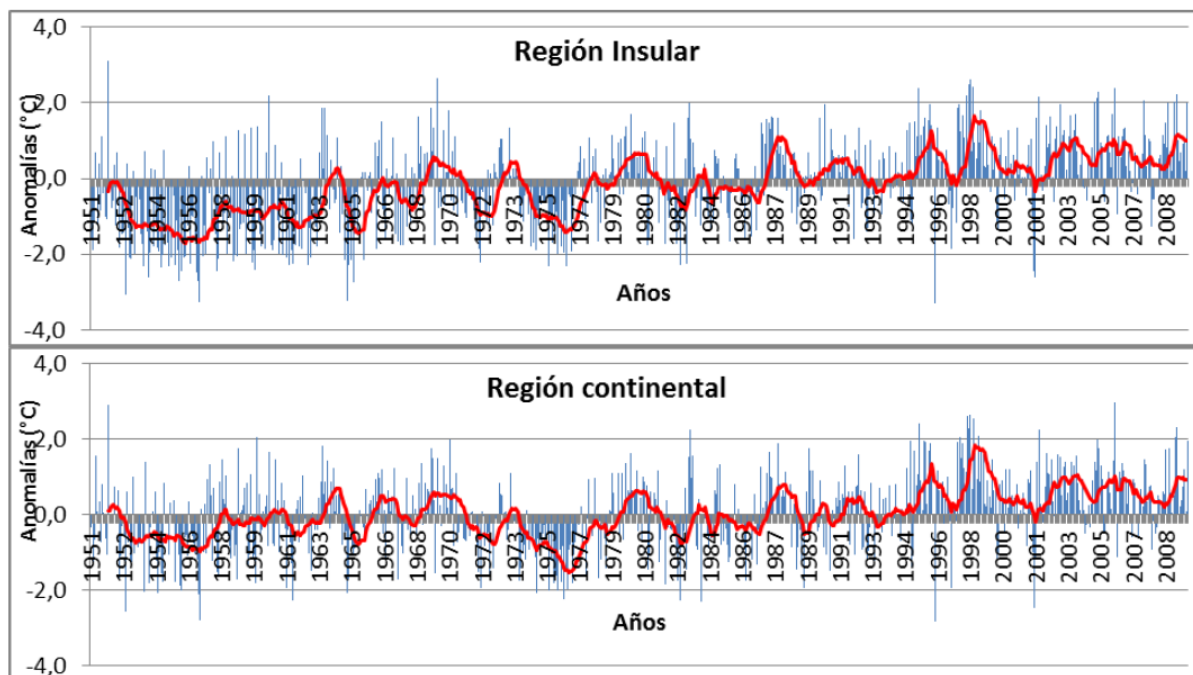 Región Insular
Anomalías (°C)
4,0
2,0
0,0
-2,0
-4,0
1951 1952 1954 1956 1958 1959 1961 1963 1965 1966 1968 1970 1972 1973 1975 1977 1979 1980 1982 1984 1986 1987 1989 1991 1993 1994 1996 1998 2000 2001 2003 2005 2007 2008
Años
Región continental
Anomalías (°C)
4,0
2,0
0,0
-2,0
-4,0
1951 1952 1954 1956 1958 1959 1961 1963 1965 1966 1968 1970 1972 1973 1975 1977 1979 1980 1982 1984 1986 1987 1989 1991 1993 1994 1996 1998 2000 2001 2003 2005 2007 2008
Años